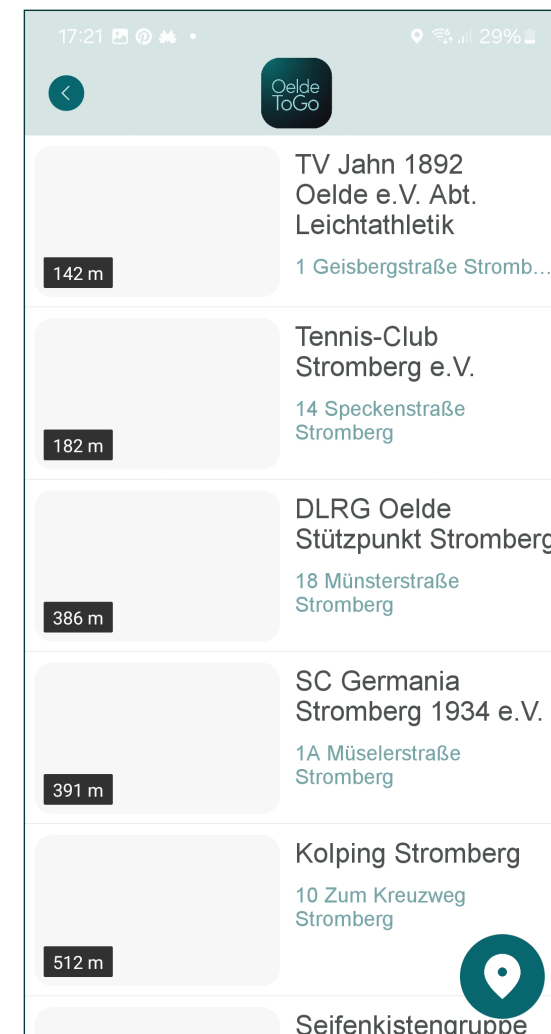 17:21
29%
Oelde
ToGo
TV Jahn 1892
Oelde e.V. Abt.
Leichtathletik
1 Geisbergstraße Stromb...
142 m
Tennis-Club
Stromberg e.V.
14 Speckenstraße
Stromberg
182 m
DLRG Oelde
Stützpunkt Stromberg
18 Münsterstraße
Stromberg
386 m
SC Germania
Stromberg 1934 e.V.
1A Müselerstraße
Stromberg
391 m
Kolping Stromberg
10 Zum Kreuzweg
Stromberg
512 m
Seifenkistengruppe